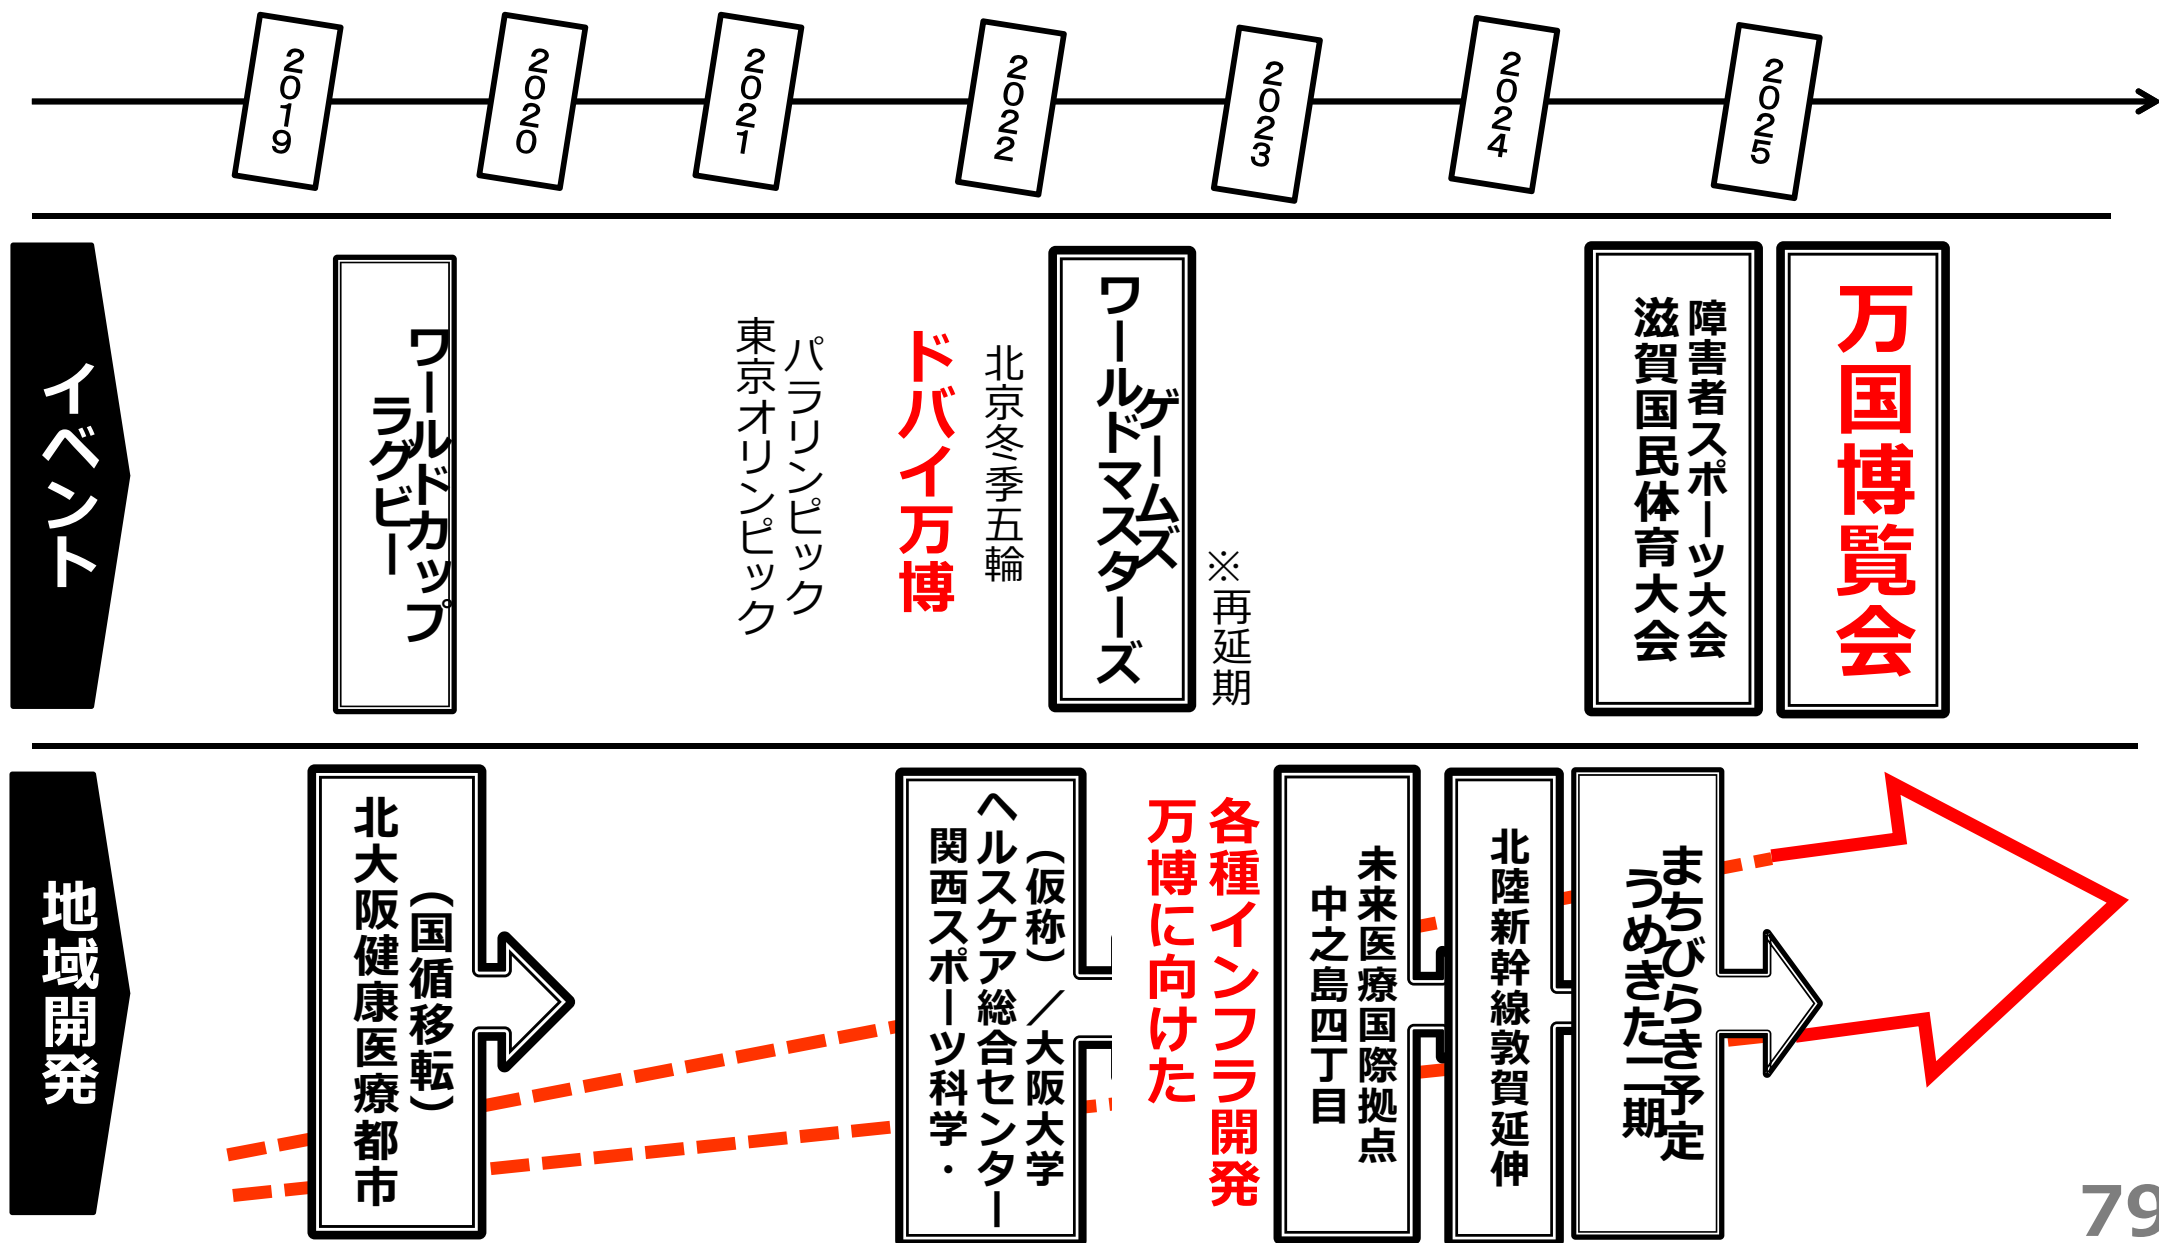 2019
2020
2021
2022
2023
2024
2025
イベント
ワールドカップ
ラグビー
パラリンピック
東京オリンピック
ドバイ万博
北京冬季五輪
ゲームズ
ワールドマスターズ
※再延期
障害者スポーツ大会
滋賀国民体育大会
万国博覧会
地域開発
（国循移転）
北大阪健康医療都市
（仮称）／大阪大学
ヘルスケア総合センター
関西スポーツ科学・
各種インフラ開発
万博に向けた
未来医療国際拠点
中之島四丁目
北陸新幹線敦賀延伸
まちびらき予定
うめきた二期
79